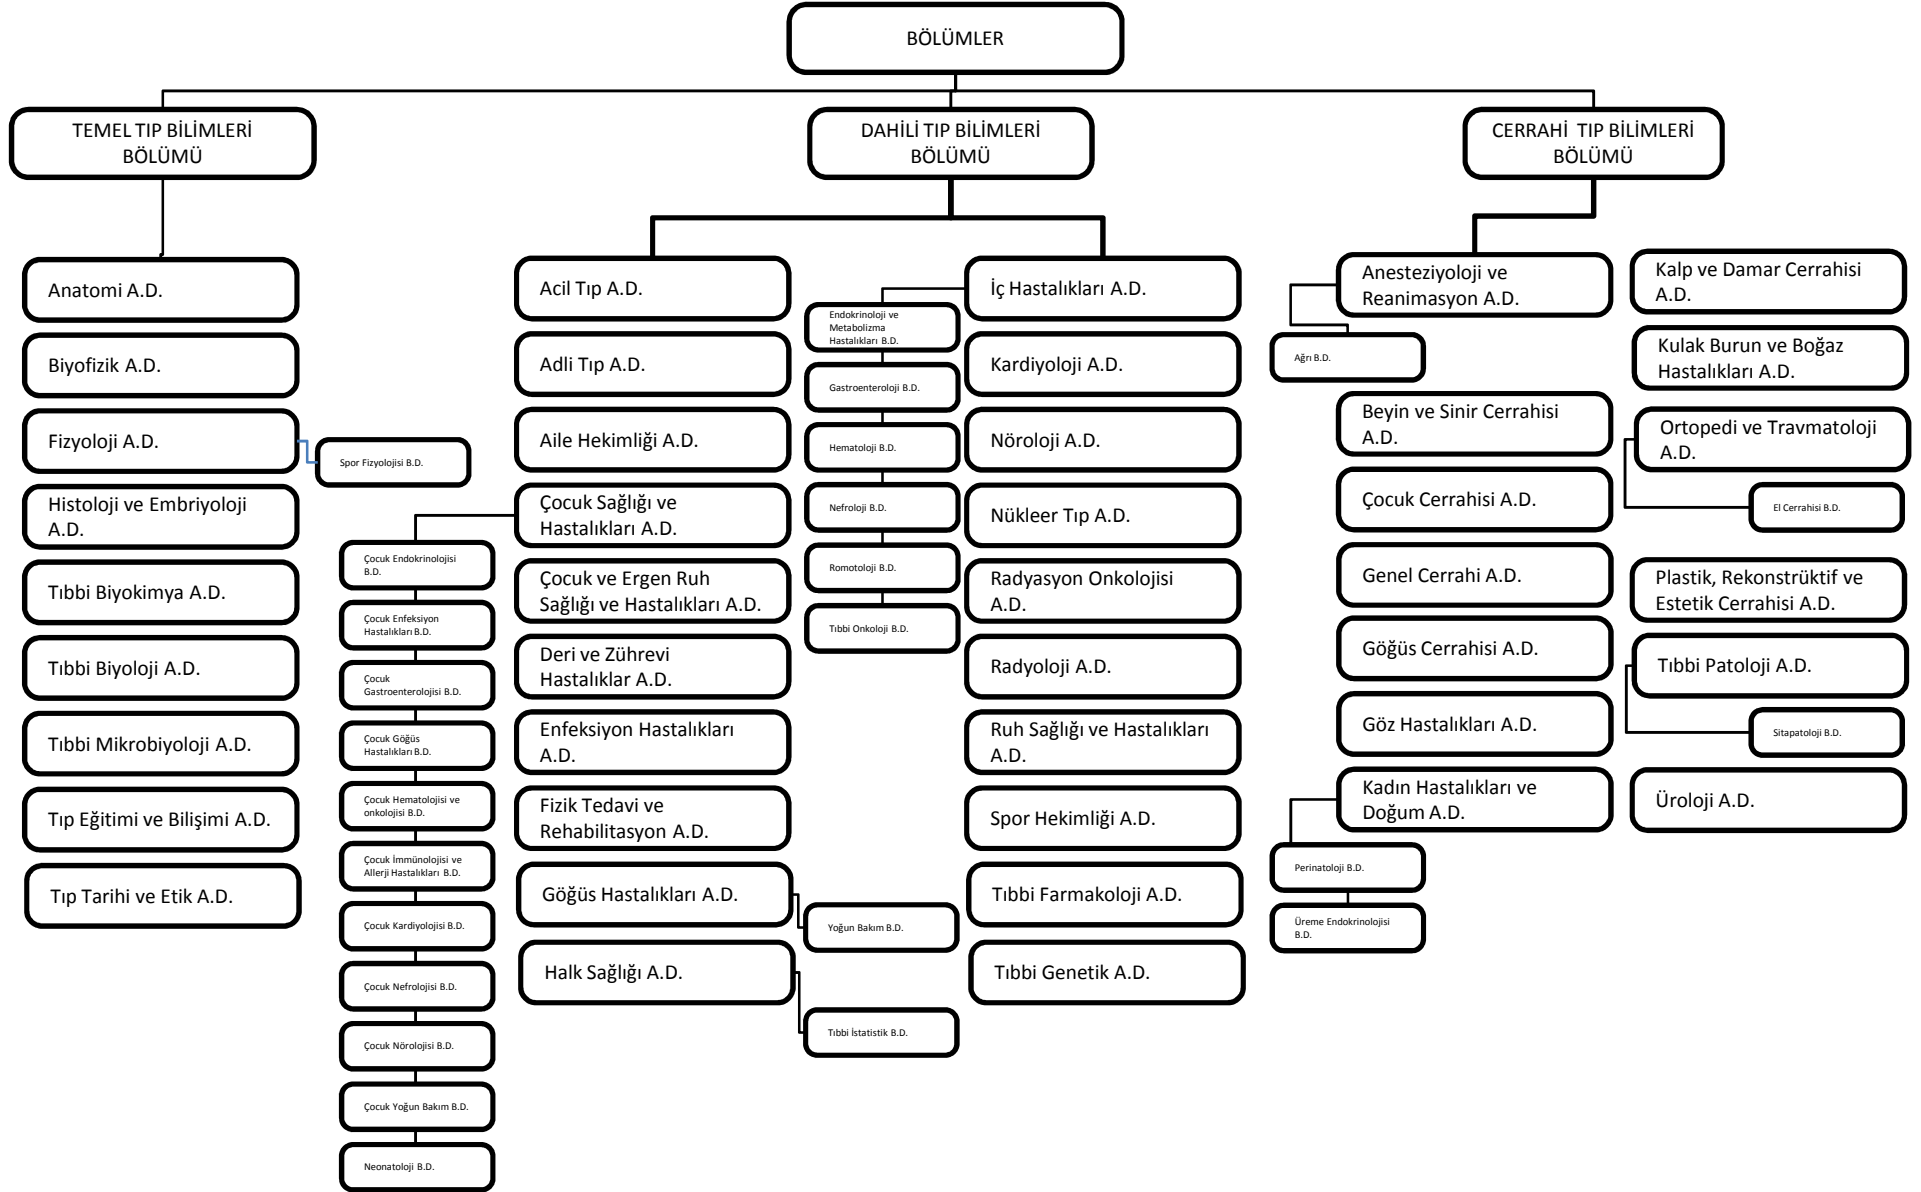 BÖLÜMLER
TEMEL TIP BİLİMLERİ
BÖLÜMÜ
DAHİLİ TIP BİLİMLERİ
BÖLÜMÜ
CERRAHİ TIP BİLİMLERİ
BÖLÜMÜ
Anatomi A.D.
Biyofizik A.D.
Fizyoloji A.D.
Spor Fizyolojisi B.D.
Histoloji ve Embriyoloji
A.D.
Tıbbi Biyokimya A.D.
Tıbbi Biyoloji A.D.
Tıbbi Mikrobiyoloji A.D.
Tıp Eğitimi ve Bilişimi A.D.
Tıp Tarihi ve Etik A.D.
Acil Tıp A.D.
Adli Tıp A.D.
Aile Hekimliği A.D.
Çocuk Sağlığı ve
Hastalıkları A.D.
Çocuk Endokrinolojisi
B.D.
Çocuk Enfeksiyon
Hastalıkları B.D.
Çocuk
Gastroenterolojisi B.D.
Çocuk Göğüs
Hastalıkları B.D.
Çocuk Hematolojisi ve
onkolojisi B.D.
Çocuk İmmünolojisi ve
Allerji Hastalıkları B.D.
Çocuk Kardiyolojisi B.D.
Çocuk Nefrolojisi B.D.
Çocuk Nörolojisi B.D.
Çocuk Yoğun Bakım B.D.
Neonatoloji B.D.
Çocuk ve Ergen Ruh
Sağlığı ve Hastalıkları A.D.
Deri ve Zührevi
Hastalıklar A.D.
Enfeksiyon Hastalıkları
A.D.
Fizik Tedavi ve
Rehabilitasyon A.D.
Göğüs Hastalıkları A.D.
Yoğun Bakım B.D.
Halk Sağlığı A.D.
Tıbbi İstatistik B.D.
İç Hastalıkları A.D.
Endokrinoloji ve
Metabolizma
Hastalıkları B.D.
Gastroenteroloji B.D.
Hematoloji B.D.
Nefroloji B.D.
Romotoloji B.D.
Tıbbi Onkoloji B.D.
Kardiyoloji A.D.
Nöroloji A.D.
Nükleer Tıp A.D.
Radyasyon Onkolojisi
A.D.
Radyoloji A.D.
Ruh Sağlığı ve Hastalıkları
A.D.
Spor Hekimliği A.D.
Tıbbi Farmakoloji A.D.
Tıbbi Genetik A.D.
Anesteziyoloji ve
Reanimasyon A.D.
Ağrı B.D.
Beyin ve Sinir Cerrahisi
A.D.
Çocuk Cerrahisi A.D.
Genel Cerrahi A.D.
Göğüs Cerrahisi A.D.
Göz Hastalıkları A.D.
Kadın Hastalıkları ve
Doğum A.D.
Perinatoloji B.D.
Üreme Endokrinolojisi
B.D.
Kalp ve Damar Cerrahisi
A.D.
Kulak Burun ve Boğaz
Hastalıkları A.D.
Ortopedi ve Travmatoloji
A.D.
El Cerrahisi B.D.
Plastik, Rekonstrüktif ve
Estetik Cerrahisi A.D.
Tıbbi Patoloji A.D.
Sitapatoloji B.D.
Üroloji A.D.